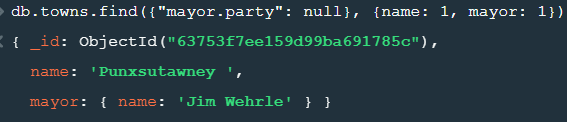 > db.towns.find({"mayor.party": null}, {name: 1, mayor: 1})
< { _id: ObjectId("63753f7ee159d99ba691785c"),
name: 'Punxsutawney ',
mayor: { name: 'Jim Wehrle' } }